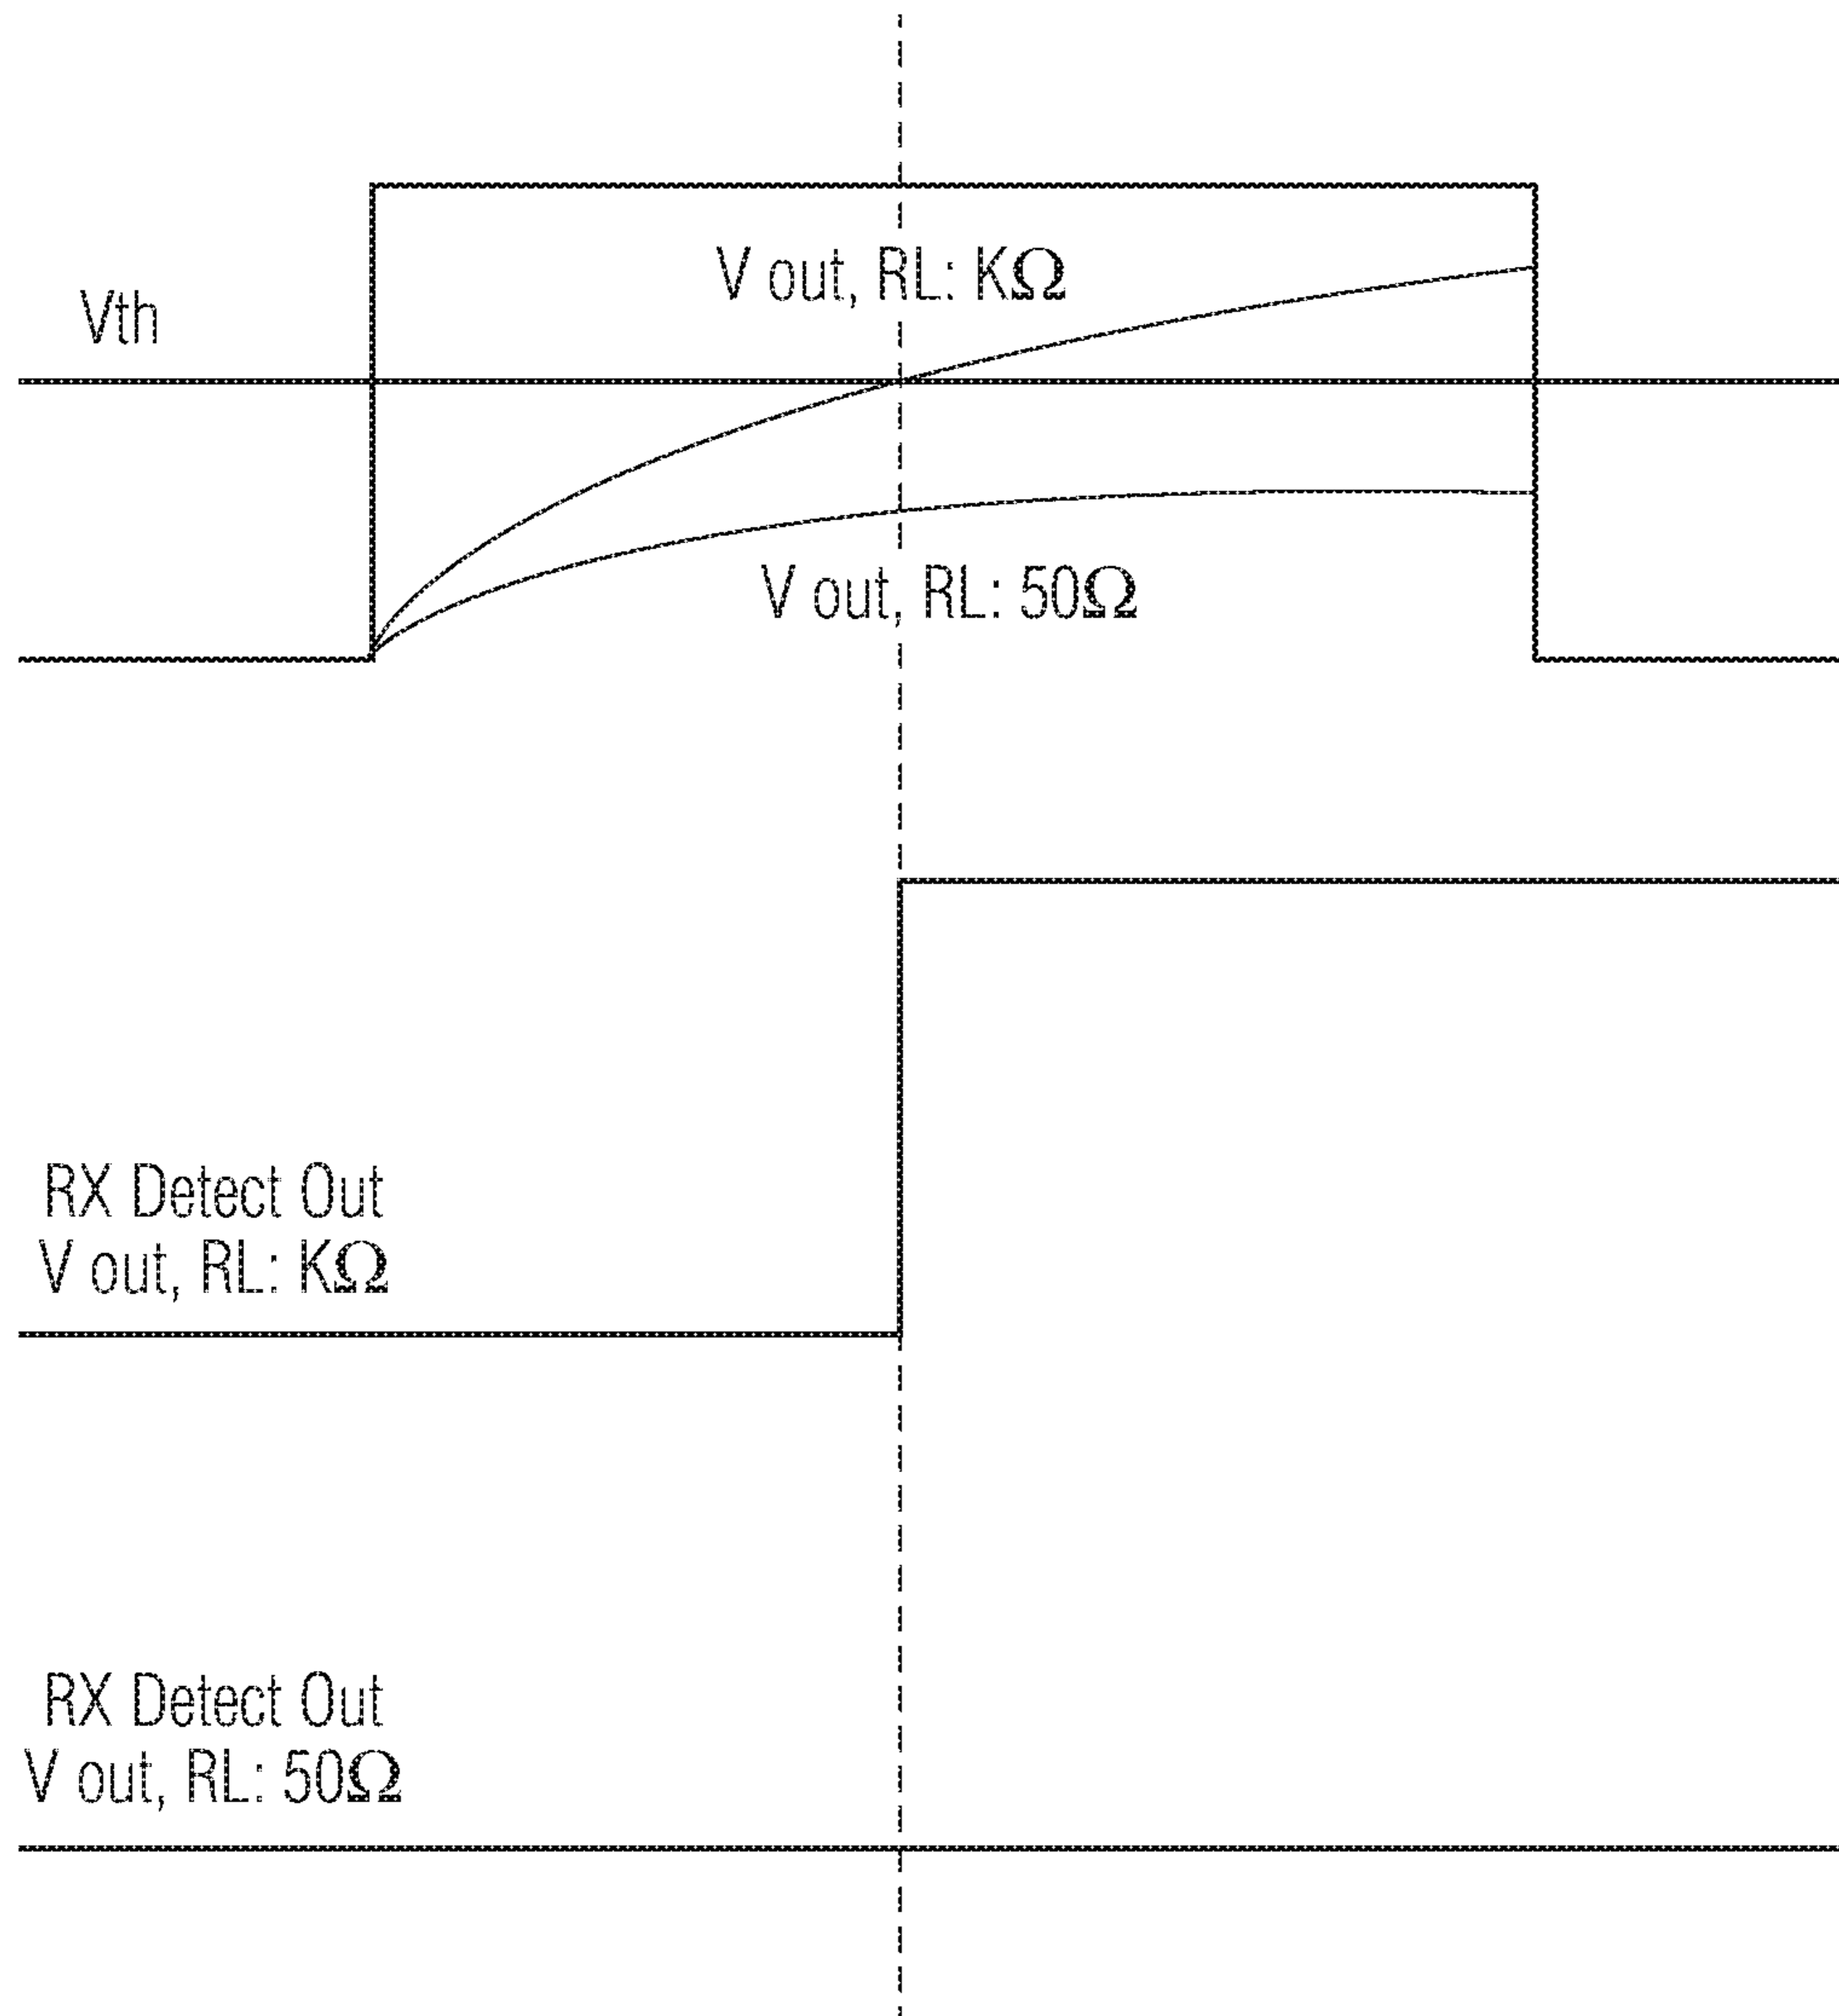 V out, RL: KΩ
Vth
V out, RL: 50Ω
RX Detect Out
V out, RL: KΩ
RX Detect Out
V out, RL: 50Ω